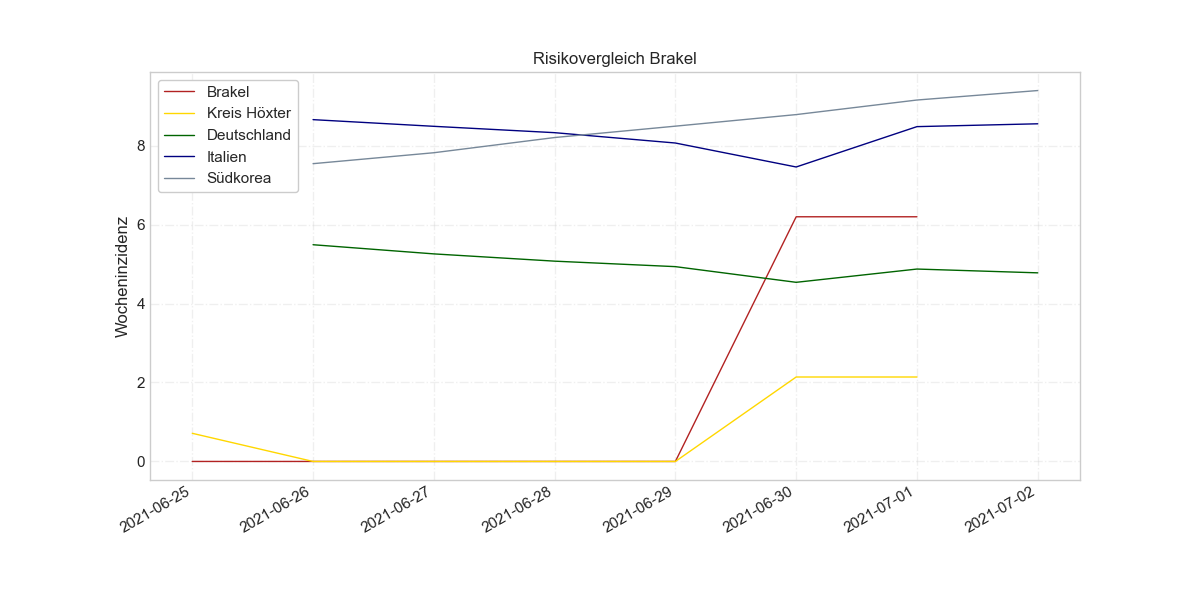 Risikovergleich Brakel
Brakel
Kreis Höxter
Deutschland
Italien
Südkorea
Wocheninzidenz
8
6
4
2
0
2021-06-25
2021-06-26
2021-06-27
2021-06-28
2021-06-29
2021-06-30
2021-07-01
2021-07-02